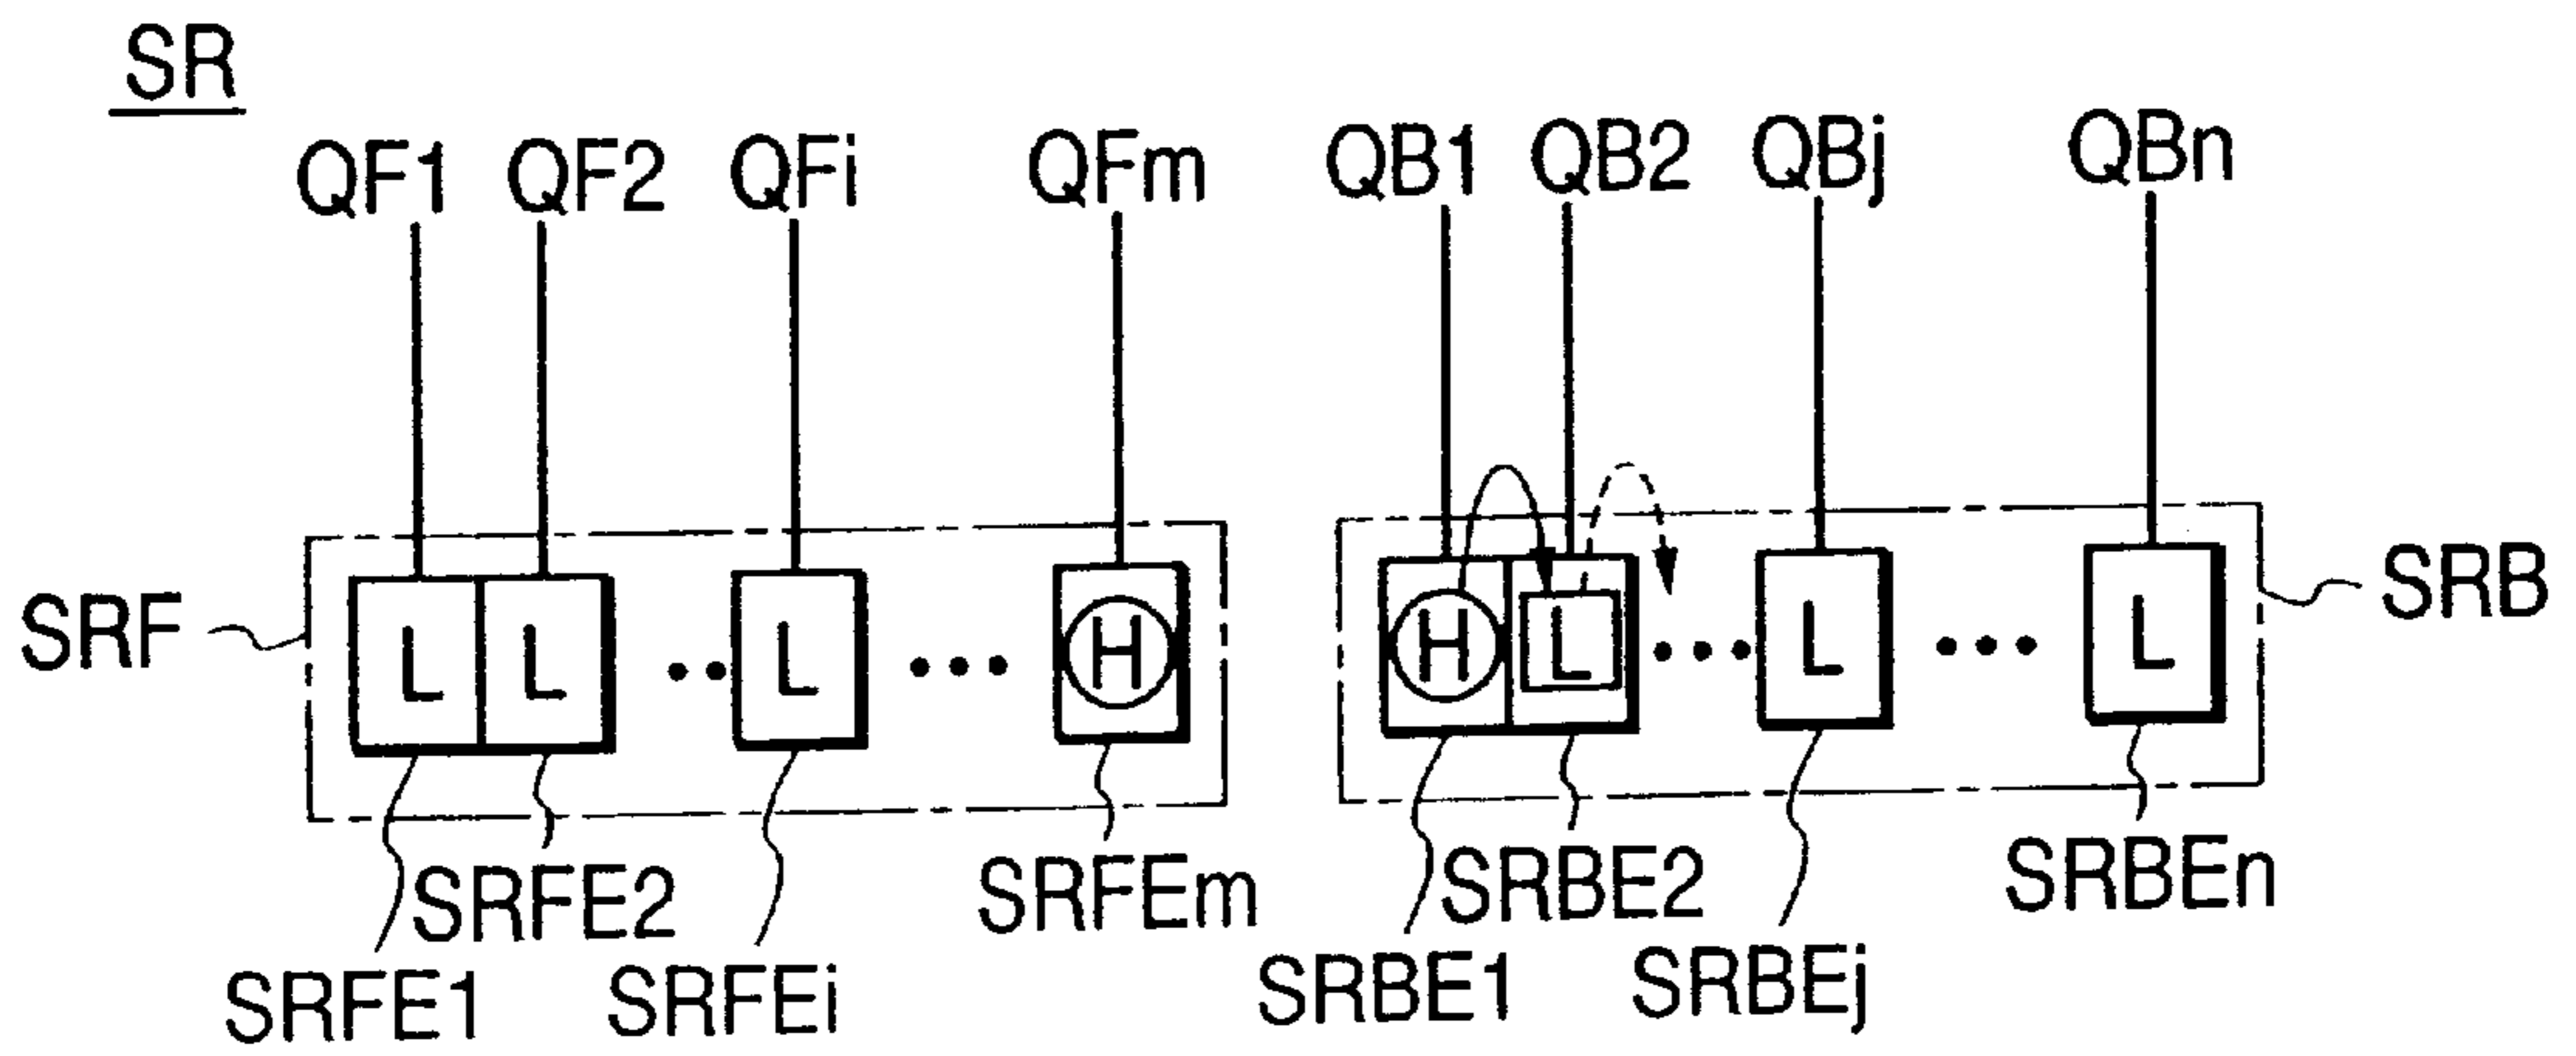 SR
QF1 QF2 QFi QFm QB1 QB2 QBj QBn
SRF L L L H H L L L SRB
SRFE2 SRFEm SRBE2 SRBEn
SRFE1 SRFEi SRBE1 SRBEj